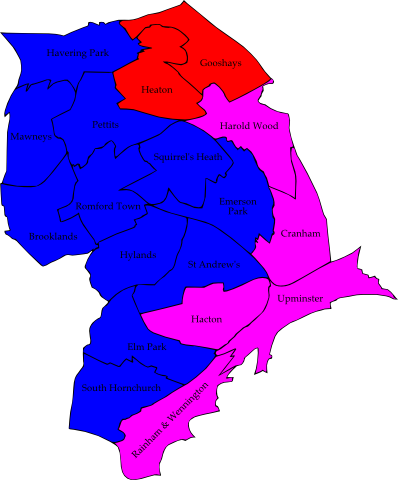 Havering Park
Gooshays
Heaton
Mawneys
Pettits
Harold Wood
Squirrel's Heath
Romford Town
Emerson
Park
Brooklands
Cranham
Hylands
St Andrew's
Upminster
Hacton
Elm Park
South Hornchurch
Rainham & Wennington